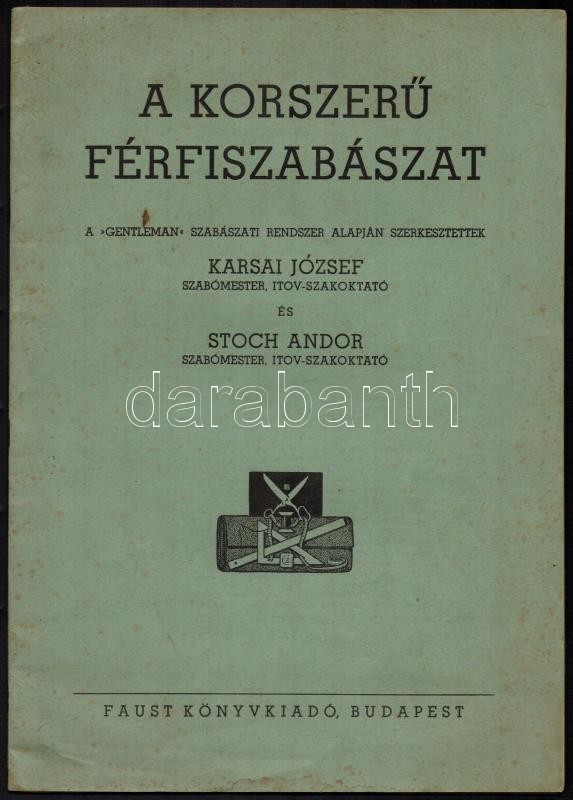 A KORSZERŰ
FÉRFISZABÁSZAT
A ›GENTLEMAN‹ SZABÁSZATI RENDSZER ALAPJÁN SZERKESZTETTEK
KARSAI JÓZSEF
SZABÓMESTER, ITOV-SZAKOKTATÓ
ÉS
STOCH ANDOR
SZABÓMESTER, ITOV-SZAKOKTATÓ
darabanth
FAUST KÖNYVKIADÓ, BUDAPEST